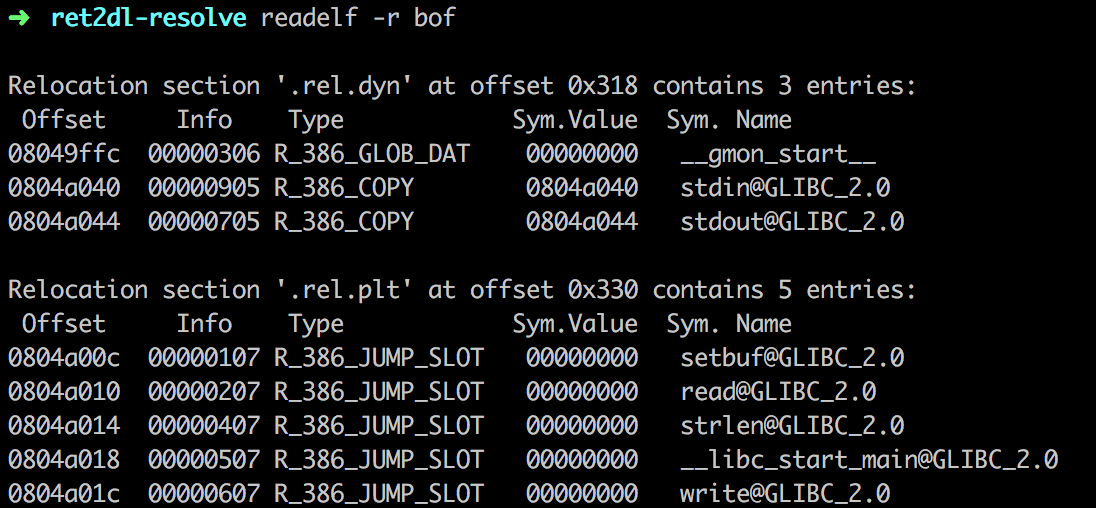 ➜ ret2dl-resolve readelf -r bof
Relocation section '.rel.dyn' at offset 0x318 contains 3 entries:
Offset Info Type Sym.Value Sym. Name
08049ffc 00000306 R_386_GLOB_DAT 00000000 __gmon_start__
0804a040 00000905 R_386_COPY 0804a040 stdin@GLIBC_2.0
0804a044 00000705 R_386_COPY 0804a044 stdout@GLIBC_2.0
Relocation section '.rel.plt' at offset 0x330 contains 5 entries:
Offset Info Type Sym.Value Sym. Name
0804a00c 00000107 R_386_JUMP_SLOT 00000000 setbuf@GLIBC_2.0
0804a010 00000207 R_386_JUMP_SLOT 00000000 read@GLIBC_2.0
0804a014 00000407 R_386_JUMP_SLOT 00000000 strlen@GLIBC_2.0
0804a018 00000507 R_386_JUMP_SLOT 00000000 __libc_start_main@GLIBC_2.0
0804a01c 00000607 R_386_JUMP_SLOT 00000000 write@GLIBC_2.0